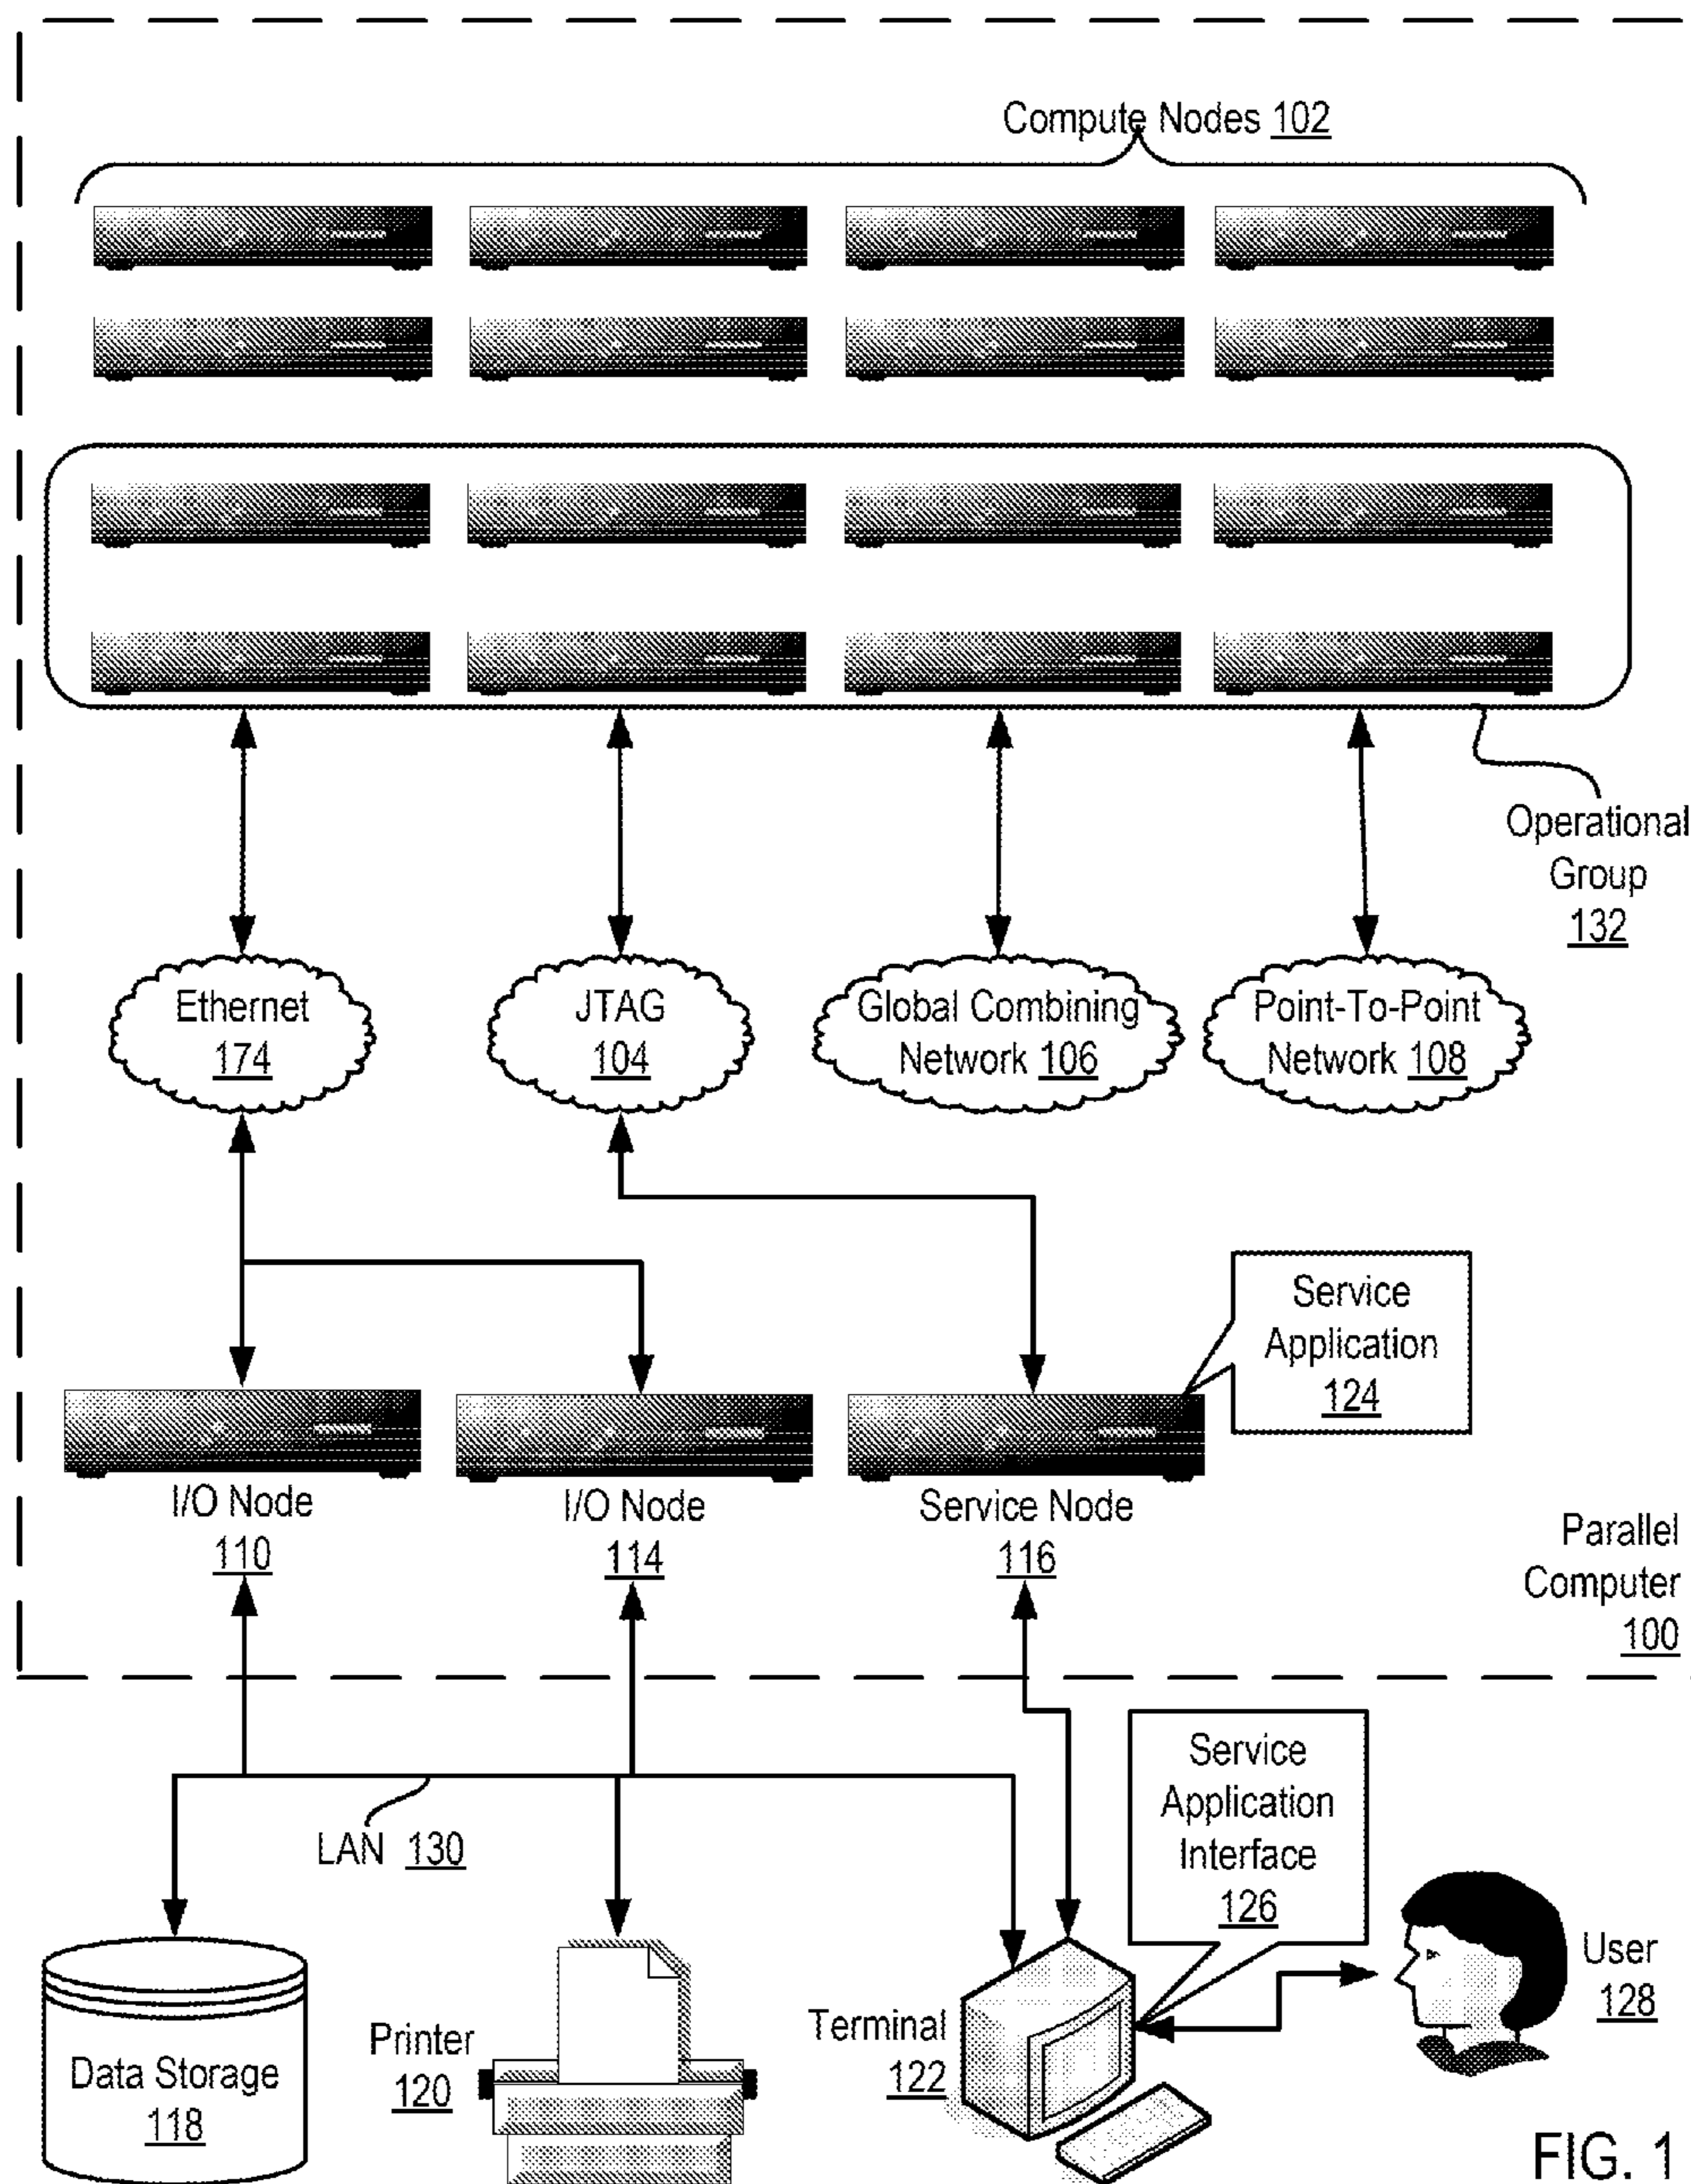 Compute Nodes 102
Operational
Group
132
Ethernet
174
JTAG
104
Global Combining
Network 106
Point-To-Point
Network 108
Service
Application
124
I/O Node
110
I/O Node
114
Service Node
116
Parallel
Computer
100
LAN 130
Service
Application
Interface
126
Data Storage
118
Printer
120
Terminal
122
User
128
FIG. 1